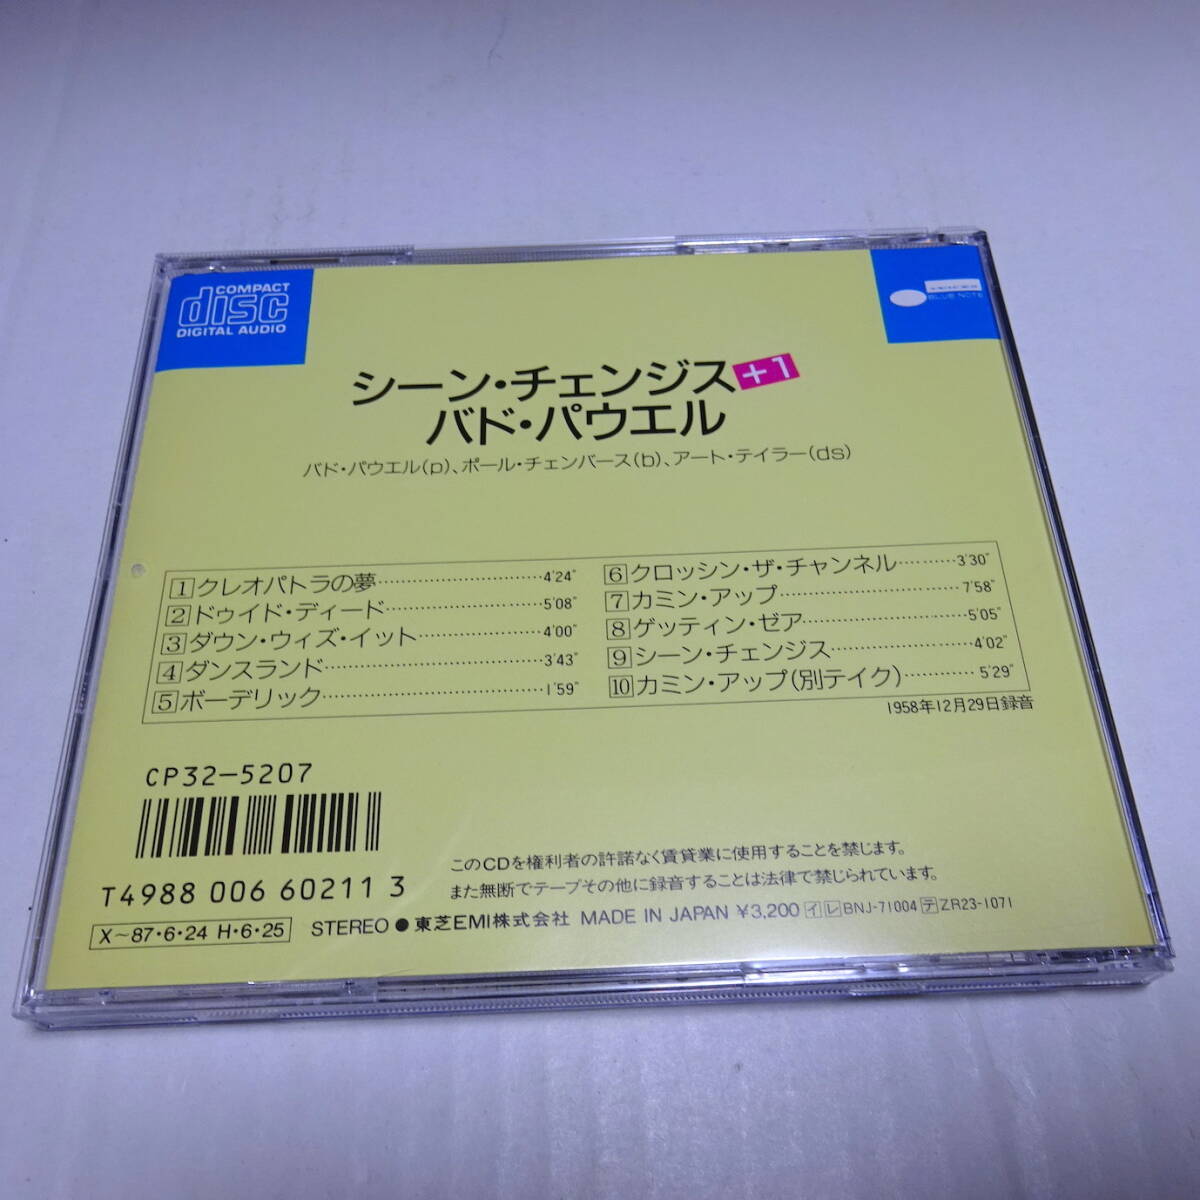 COMPACT
disc
DIGITAL AUDIO
BLUE NOTE
シーン・チェンジス+1
バド・パウエル
バド・パウエル(p)、ポール・チェンバース(b)、アート・テイラー(ds)
1 クレオパトラの夢……………………4'24"
2 ドゥイド・ディード……………………5'08"
3 ダウン・ウィズ・イット………………4'00"
4 ダンスランド……………………………3'43"
5 ボーデリック……………………………1'59"
6 クロッシン・ザ・チャンネル………3'30"
7 カミン・アップ………………………7'58"
8 ゲッティン・ゼア……………………5'05"
9 シーン・チェンジス…………………4'02"
10 カミン・アップ(別テイク)…………5'29"
1958年12月29日録音
CP32-5207
T4988 006 60211 3
このCDを権利者の許諾なく賃貸業に使用することを禁じます。
また無断でテープその他に録音することは法律で禁じられています。
X〜87・6・24 H・6・25 STEREO ● 東芝EMI株式会社 MADE IN JAPAN ¥3,200 イレBNJ-71004 テZR23-1071